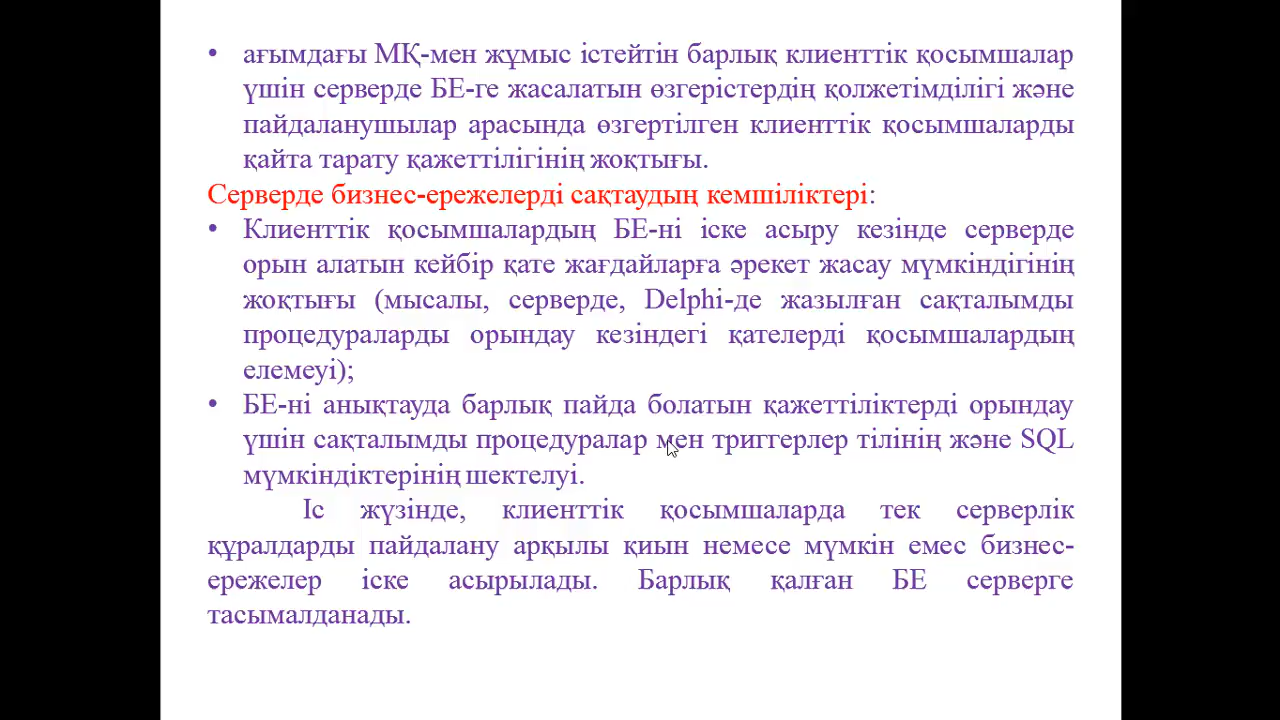 • ағымдағы МҚ-мен жұмыс істейтін барлық клиенттік қосымшалар
үшін серверде БЕ-ге жасалатын өзгерістердің қолжетімділігі және
пайдаланушылар арасында өзгертілген клиенттік қосымшаларды
қайта тарату қажеттілігінің жоқтығы.
Серверде бизнес-ережелерді сақтаудың кемшіліктері:
• Клиенттік қосымшалардың БЕ-ні іске асыру кезінде серверде
орын алатын кейбір қате жағдайларға әрекет жасау мүмкіндігінің
жоқтығы (мысалы, серверде, Delphi-де жазылған сақталымды
процедураларды орындау кезіндегі қателерді қосымшалардың
елемеуі);
• БЕ-ні анықтауда барлық пайда болатын қажеттіліктерді орындау
үшін сақталымды процедуралар мен триггерлер тілінің және SQL
мүмкіндіктерінің шектелуі.
Іс жүзінде, клиенттік қосымшаларда тек серверлік
құралдарды пайдалану арқылы қиын немесе мүмкін емес бизнес-
ережелер іске асырылады. Барлық қалған БЕ серверге
тасымалданады.